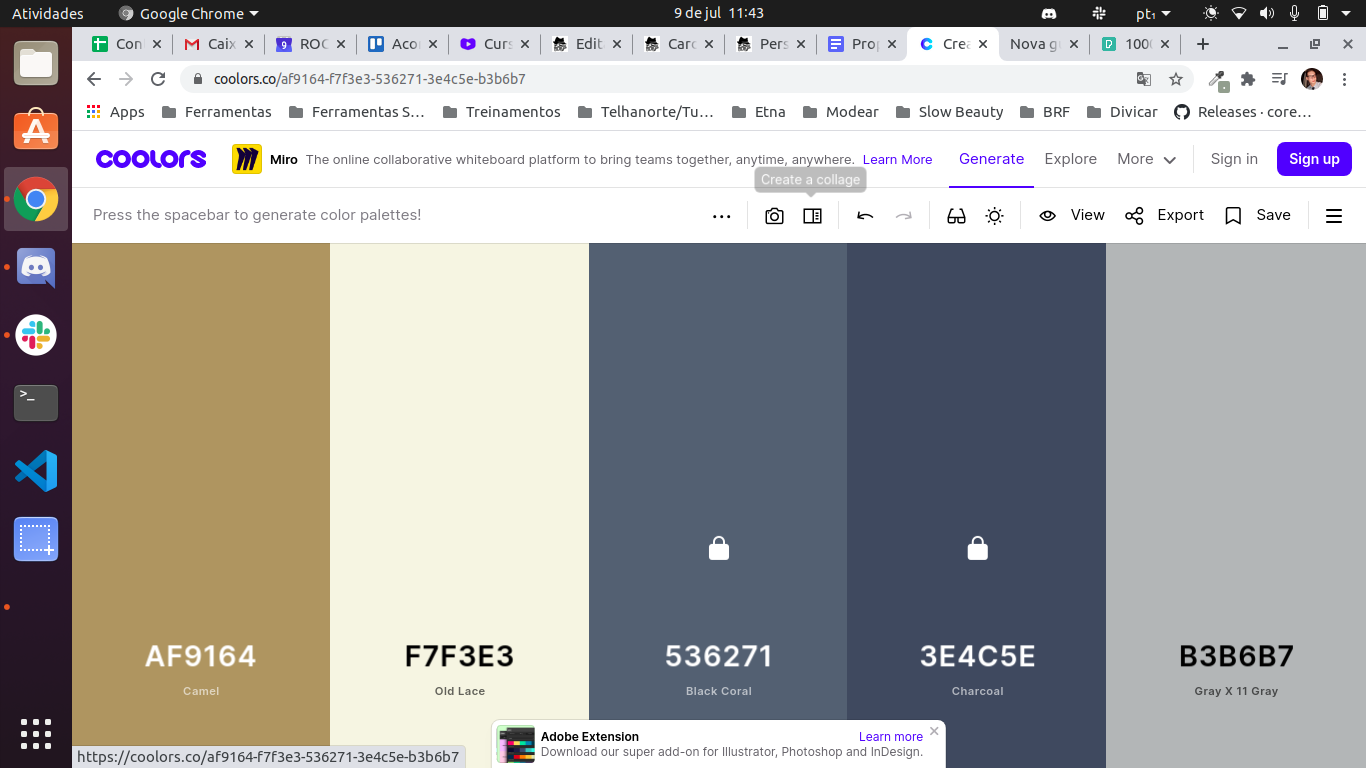 Atividades Google Chrome 9 de jul 11:43 pt₁
Con Caix ROC Aco Curs Edit Card Pers Prop Crea Nova g 100
coolors.co/af9164-f7f3e3-536271-3e4c5e-b3b6b7
Apps Ferramentas Ferramentas S... Treinamentos Telhanorte/Tu... Etna Modear Slow Beauty BRF Divicar Releases · core...
coolors Miro The online collaborative whiteboard platform to bring teams together, anytime, anywhere. Learn More Generate Explore More Sign in Sign up
Create a collage
Press the spacebar to generate color palettes! View Export Save
AF9164 F7F3E3 536271 3E4C5E B3B6B7
Camel Old Lace Black Coral Charcoal Gray X 11 Gray
Adobe Extension Learn more
Download our super add-on for Illustrator, Photoshop and InDesign.
https://coolors.co/af9164-f7f3e3-536271-3e4c5e-b3b6b7